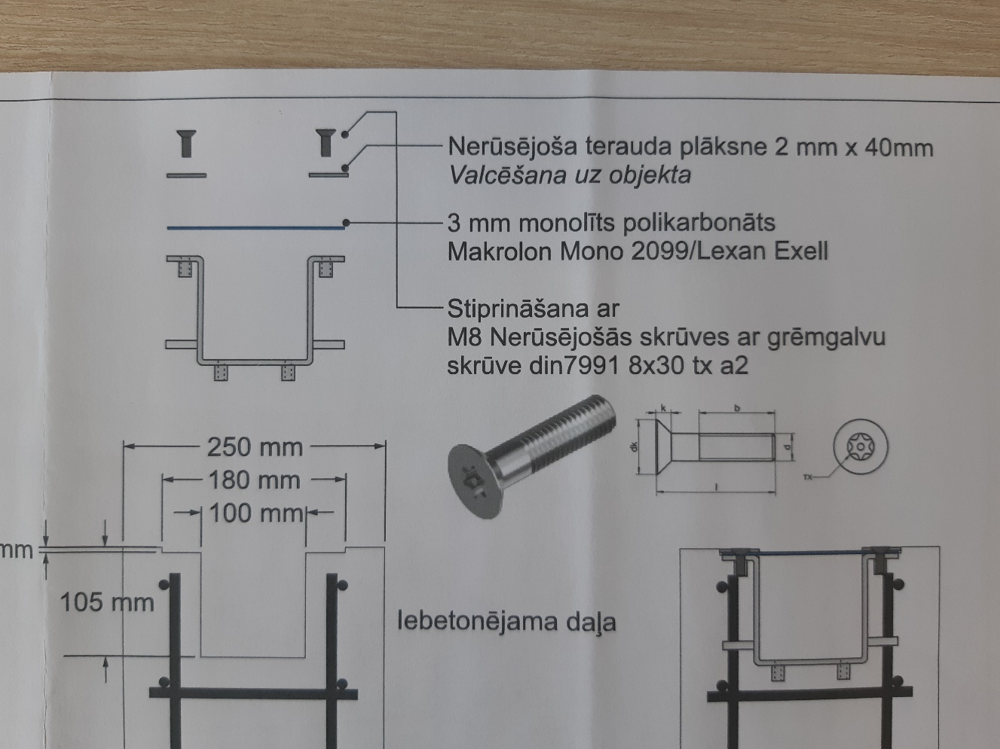 Nerūsējoša terauda plāksne 2 mm x 40mm
Valcēšana uz objekta
3 mm monolīts polikarbonāts
Makrolon Mono 2099/Lexan Exell
Stiprināšana ar
M8 Nerūsējošās skrūves ar grēmgalvu
skrūve din7991 8x30 tx a2
k
b
dk
d
l
TX
250 mm
180 mm
100 mm
mm
105 mm
Iebetonējama daļa